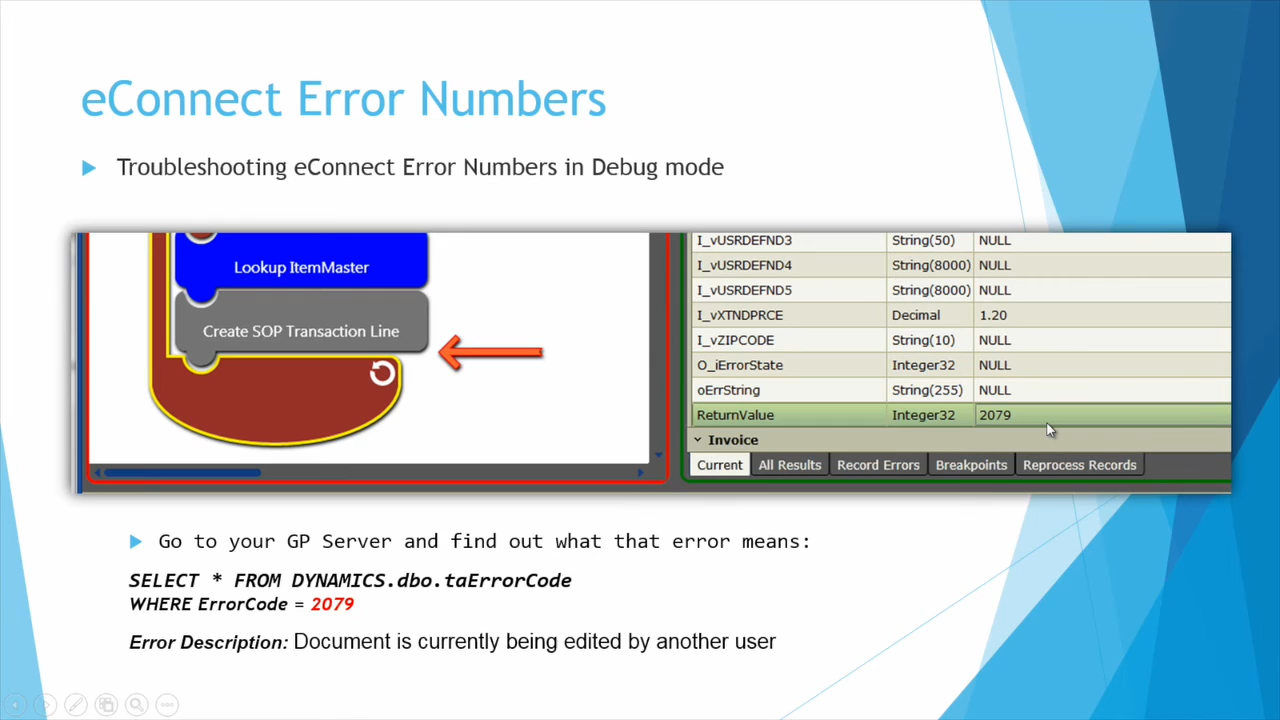 eConnect Error Numbers
Troubleshooting eConnect Error Numbers in Debug mode
Lookup ItemMaster
Create SOP Transaction Line
I_vUSRDEFND3 String(50) NULL
I_vUSRDEFND4 String(8000) NULL
I_vUSRDEFND5 String(8000) NULL
I_vXTNDPRCE Decimal 1.20
I_vZIPCODE String(10) NULL
O_iErrorState Integer32 NULL
oErrString String(255) NULL
ReturnValue Integer32 2079
Invoice
Current All Results Record Errors Breakpoints Reprocess Records
Go to your GP Server and find out what that error means:
SELECT * FROM DYNAMICS.dbo.taErrorCode
WHERE ErrorCode = 2079
Error Description: Document is currently being edited by another user